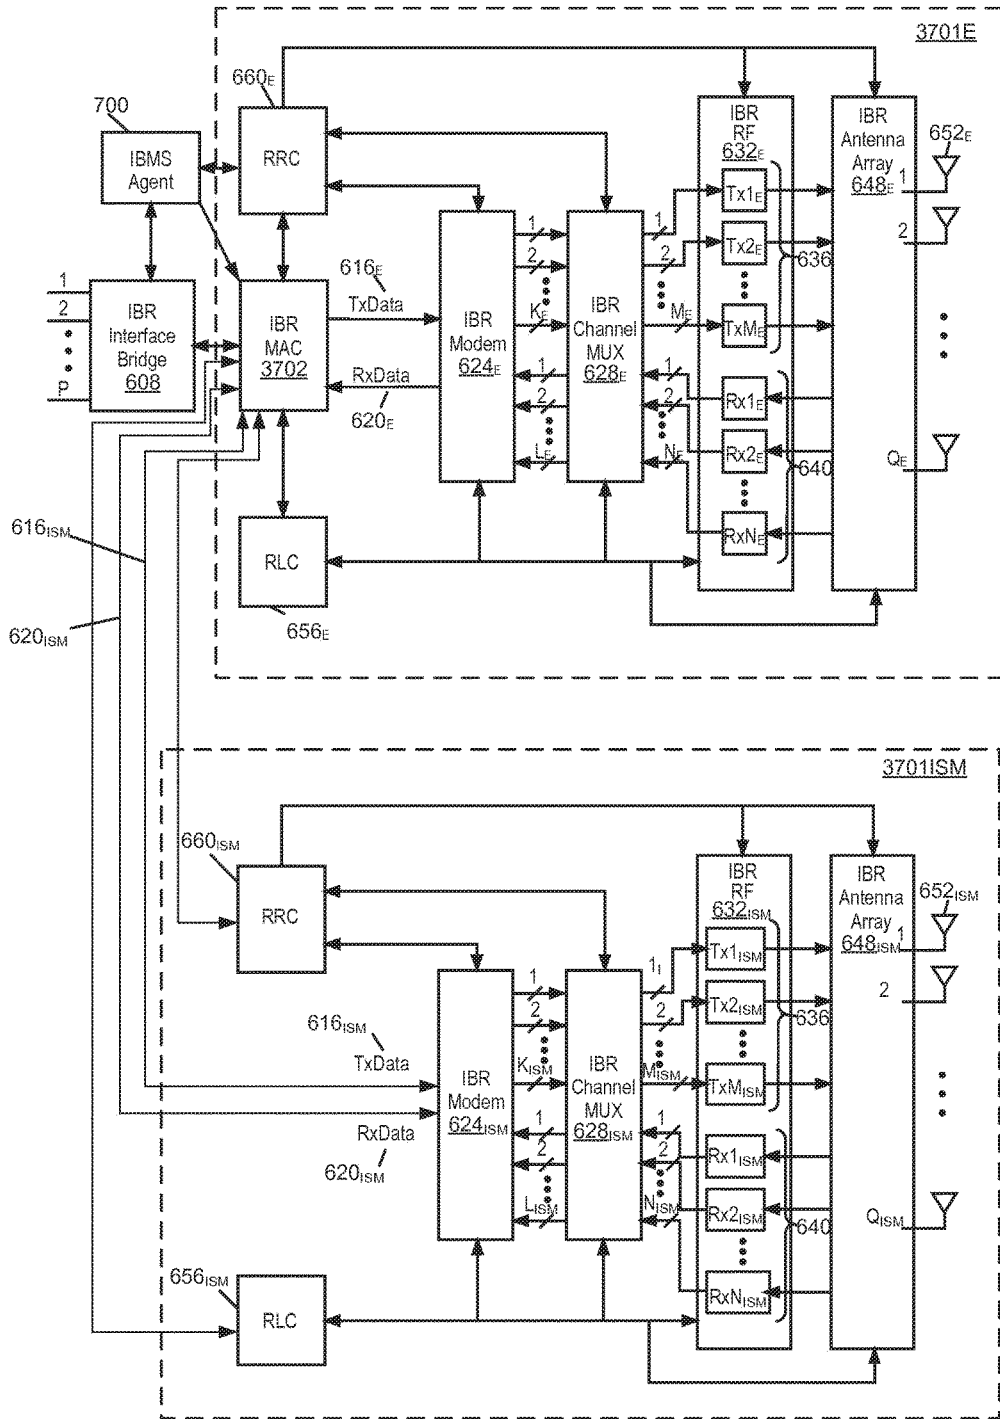 3701E
660E
700
IBMS
Agent
RRC
IBR
RF
632E
IBR
Antenna
Array
648E
652E
1
2
QE
Tx1E
Tx2E
TxME
636
Rx1E
Rx2E
RxNE
640
1
2
P
IBR
Interface
Bridge
608
IBR
MAC
3702
616E
TxData
RxData
620E
IBR
Modem
624E
1
2
KE
1
2
LE
IBR
Channel
MUX
628E
1
2
ME
1
2
NE
RLC
656E
616ISM
620ISM
3701ISM
660ISM
RRC
IBR
RF
632ISM
IBR
Antenna
Array
648ISM
652ISM
1
2
QISM
Tx1ISM
Tx2ISM
TxMISM
636
Rx1ISM
Rx2ISM
RxNISM
640
616ISM
TxData
RxData
620ISM
IBR
Modem
624ISM
1
2
KISM
1
2
LISM
IBR
Channel
MUX
628ISM
1I
2
MISM
1
2
NISM
656ISM
RLC